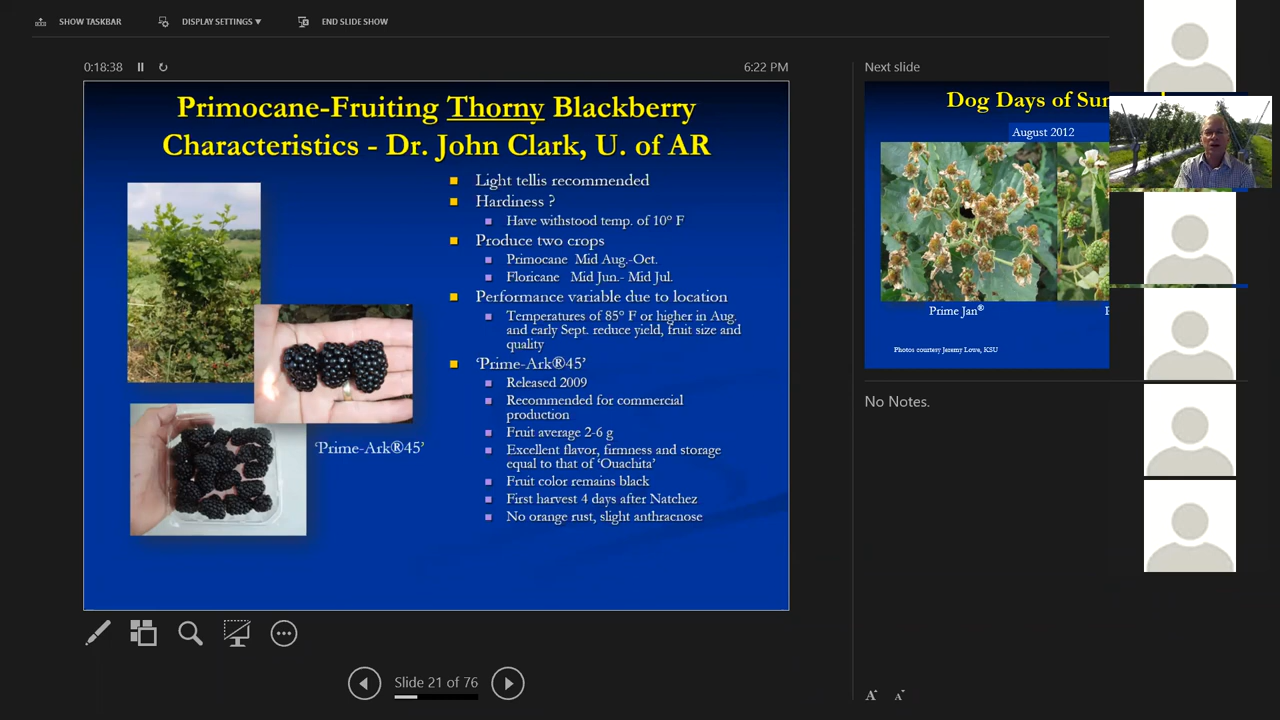 SHOW TASKBAR
DISPLAY SETTINGS
END SLIDE SHOW
0:18:38
6:22 PM
Primocane-Fruiting Thorny Blackberry
Characteristics - Dr. John Clark, U. of AR
Light tellis recommended
Hardiness ?
Have withstood temp. of 10° F
Produce two crops
Primocane Mid Aug.-Oct.
Floricane Mid Jun.- Mid Jul.
Performance variable due to location
Temperatures of 85° F or higher in Aug.
and early Sept. reduce yield, fruit size and
quality
'Prime-Ark®45'
Released 2009
Recommended for commercial
production
Fruit average 2-6 g
Excellent flavor, firmness and storage
equal to that of 'Ouachita'
Fruit color remains black
First harvest 4 days after Natchez
No orange rust, slight anthracnose
'Prime-Ark®45'
Slide 21 of 76
Next slide
Dog Days of
August 2012
Prime Jan®
Photos courtesy Jeremy Lowe, KSU
No Notes.
A
A